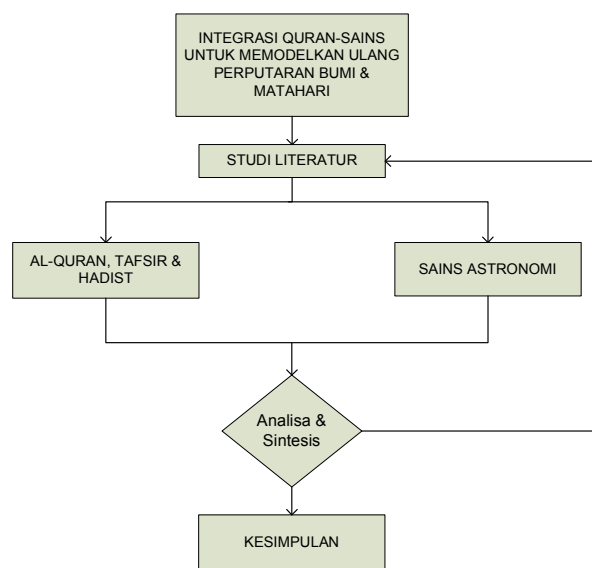 INTEGRASI QURAN-SAINS
UNTUK MEMODELKAN ULANG
PERPUTARAN BUMI &
MATAHARI
STUDI LITERATUR
AL-QURAN, TAFSIR &
HADIST
SAINS ASTRONOMI
Analisa &
Sintesis
KESIMPULAN